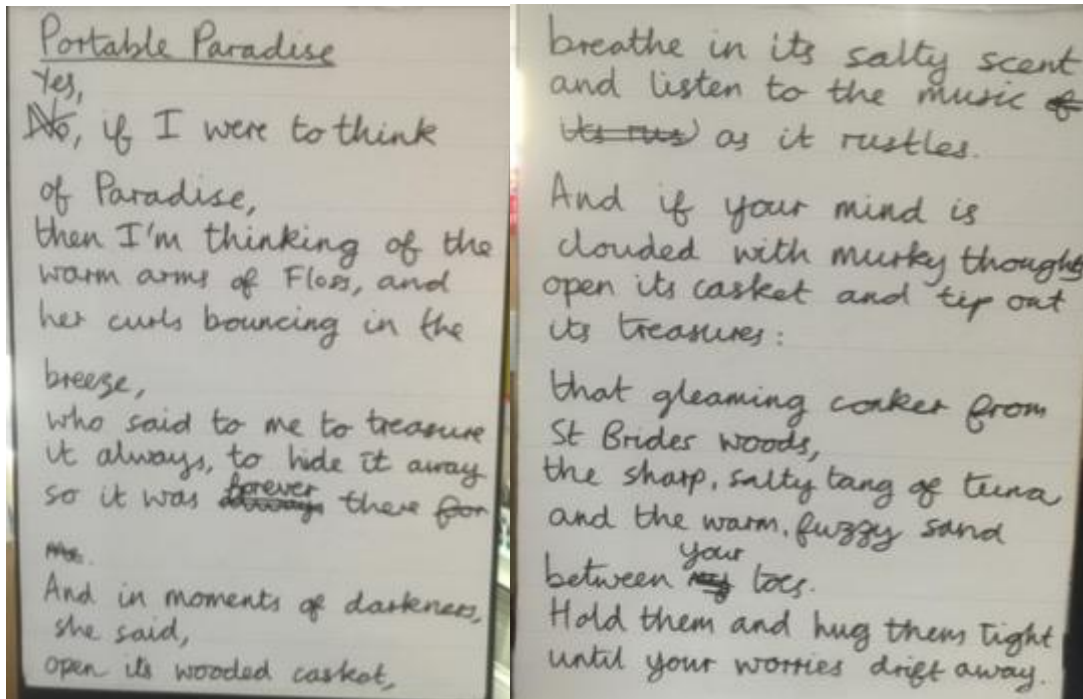 Portable Paradise
Yes,
No, if I were to think
of Paradise,
then I'm thinking of the
warm arms of Floss, and
her curls bouncing in the
breeze,
who said to me to treasure
it always, to hide it away
forever
so it was always there for
me.
And in moments of darkness,
she said,
open its wooded casket,
breathe in its salty scent
and listen to the music of
its rus as it rustles.
And if your mind is
clouded with murky thoughts
open its casket and tip out
its treasures:
that gleaming conker from
St Brides woods,
the sharp, salty tang of tuna
and the warm, fuzzy sand
your
between my toes.
Hold them and hug them tight
until your worries drift away.